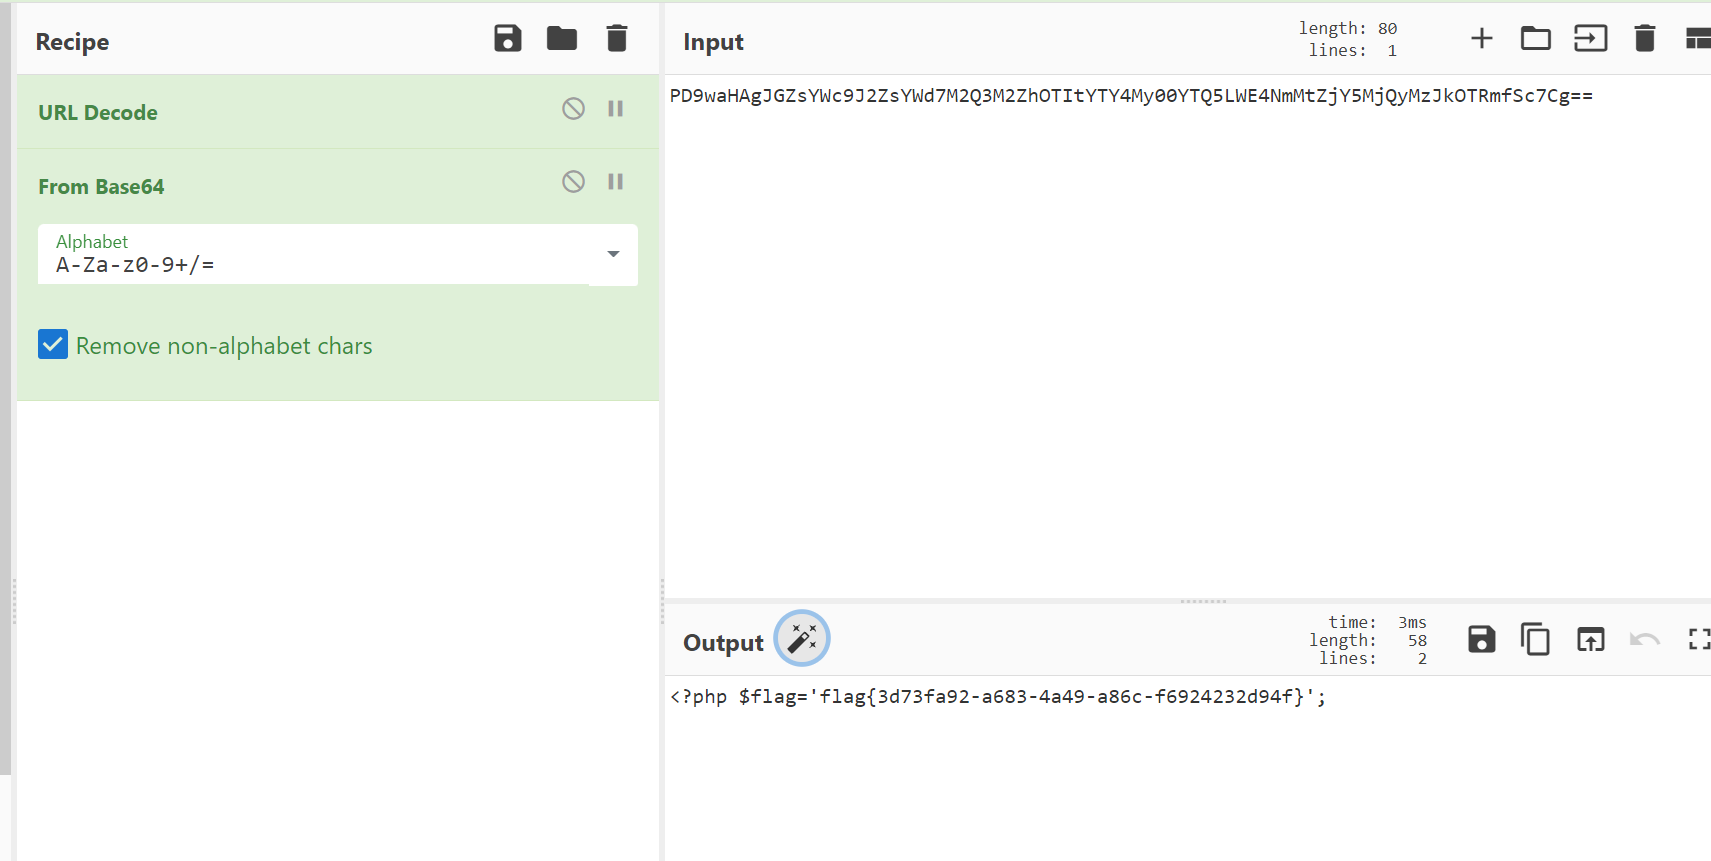 Recipe
URL Decode
From Base64
Alphabet
A-Za-z0-9+/=
Remove non-alphabet chars
Input
length: 80
lines: 1
PD9waHAgJGZsYWc9J2ZsYWd7M2Q3M2ZhOTItYTY4My00YTQ5LWE4NmMtZjY5MjQyMzJkOTRmfSc7Cg==
Output
time: 3ms
length: 58
lines: 2
<?php $flag='flag{3d73fa92-a683-4a49-a86c-f6924232d94f}';